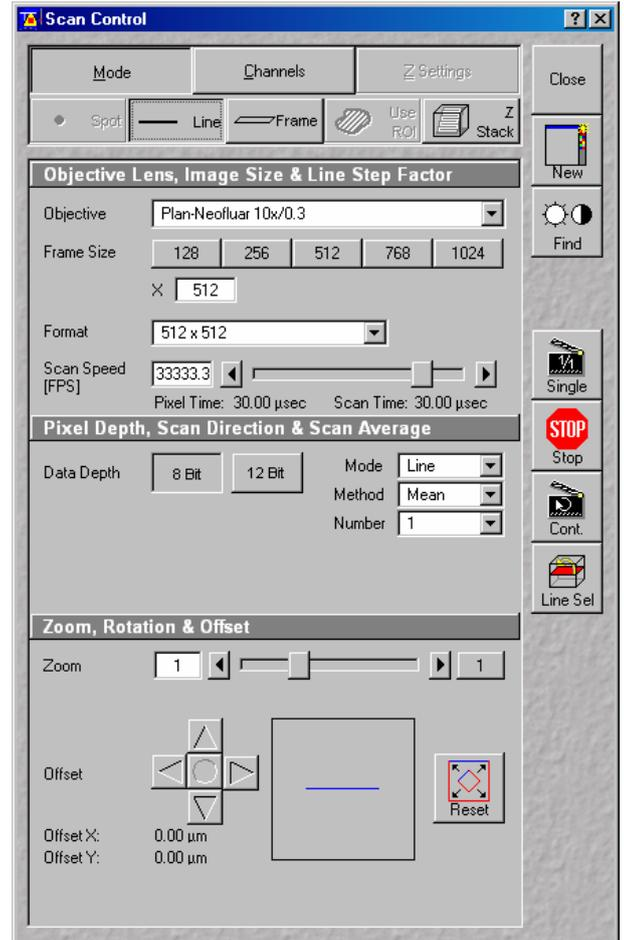 Scan Control
Mode Channels Z Settings Close
Spot Line Frame Use ROI Z Stack
New
Objective Lens, Image Size & Line Step Factor
Objective Plan-Neofluar 10x/0.3
Find
Frame Size 128 256 512 768 1024
X 512
Format 512 x 512
Scan Speed [FPS] 33333.3
1/1
Single
Pixel Time: 30.00 µsec Scan Time: 30.00 µsec
Pixel Depth, Scan Direction & Scan Average
STOP
Stop
Data Depth 8 Bit 12 Bit Mode Line
Method Mean
Number 1
Cont.
Line Sel
Zoom, Rotation & Offset
Zoom 1 1
Offset
Reset
Offset X: 0.00 µm
Offset Y: 0.00 µm